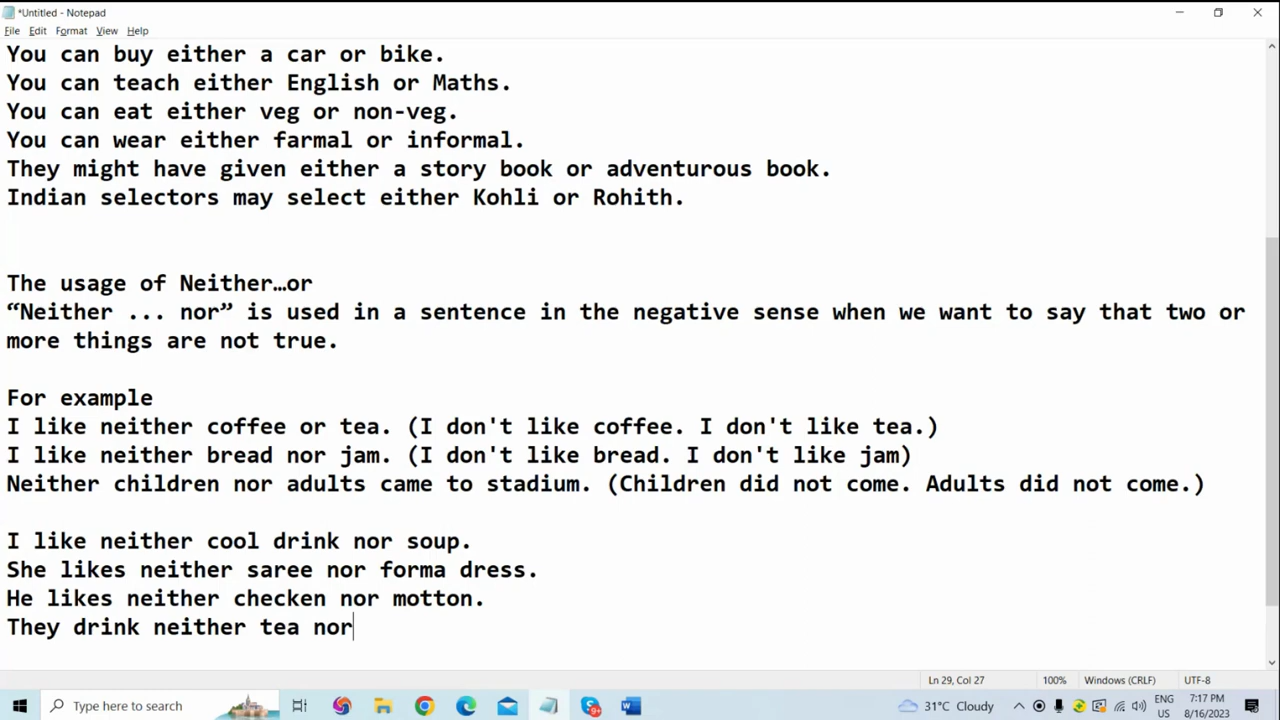 *Untitled - Notepad
File Edit Format View Help
You can buy either a car or bike.
You can teach either English or Maths.
You can eat either veg or non-veg.
You can wear either farmal or informal.
They might have given either a story book or adventurous book.
Indian selectors may select either Kohli or Rohith.
The usage of Neither…or
“Neither ... nor” is used in a sentence in the negative sense when we want to say that two or
more things are not true.
For example
I like neither coffee or tea. (I don't like coffee. I don't like tea.)
I like neither bread nor jam. (I don't like bread. I don't like jam)
Neither children nor adults came to stadium. (Children did not come. Adults did not come.)
I like neither cool drink nor soup.
She likes neither saree nor forma dress.
He likes neither checken nor motton.
They drink neither tea nor
Ln 29, Col 27 100% Windows (CRLF) UTF-8
Type here to search 31°C Cloudy ENG US 7:17 PM 8/16/2023